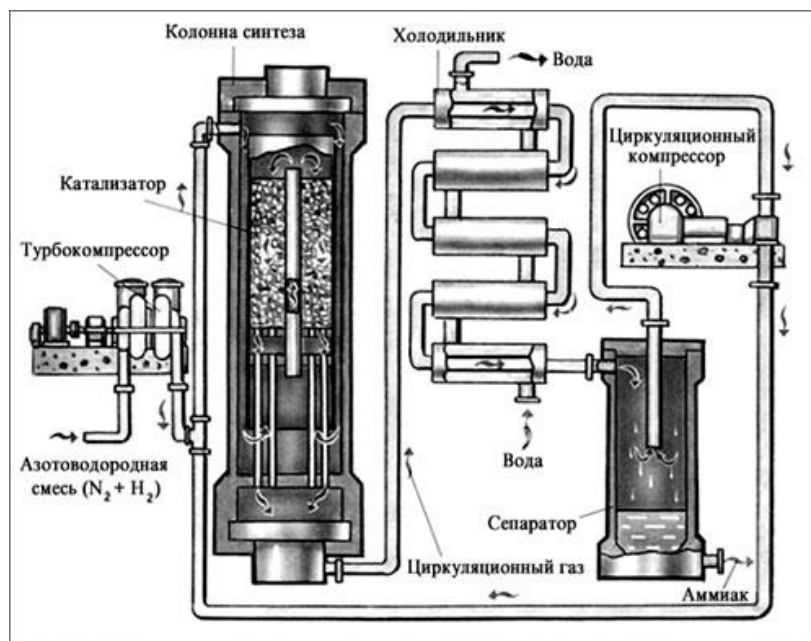 Колонна синтеза
Холодильник
Вода
Циркуляционный
компрессор
Катализатор
Турбокомпрессор
Азотоводородная
смесь (N₂ + H₂)
Вода
Сепаратор
Циркуляционный газ
Аммиак